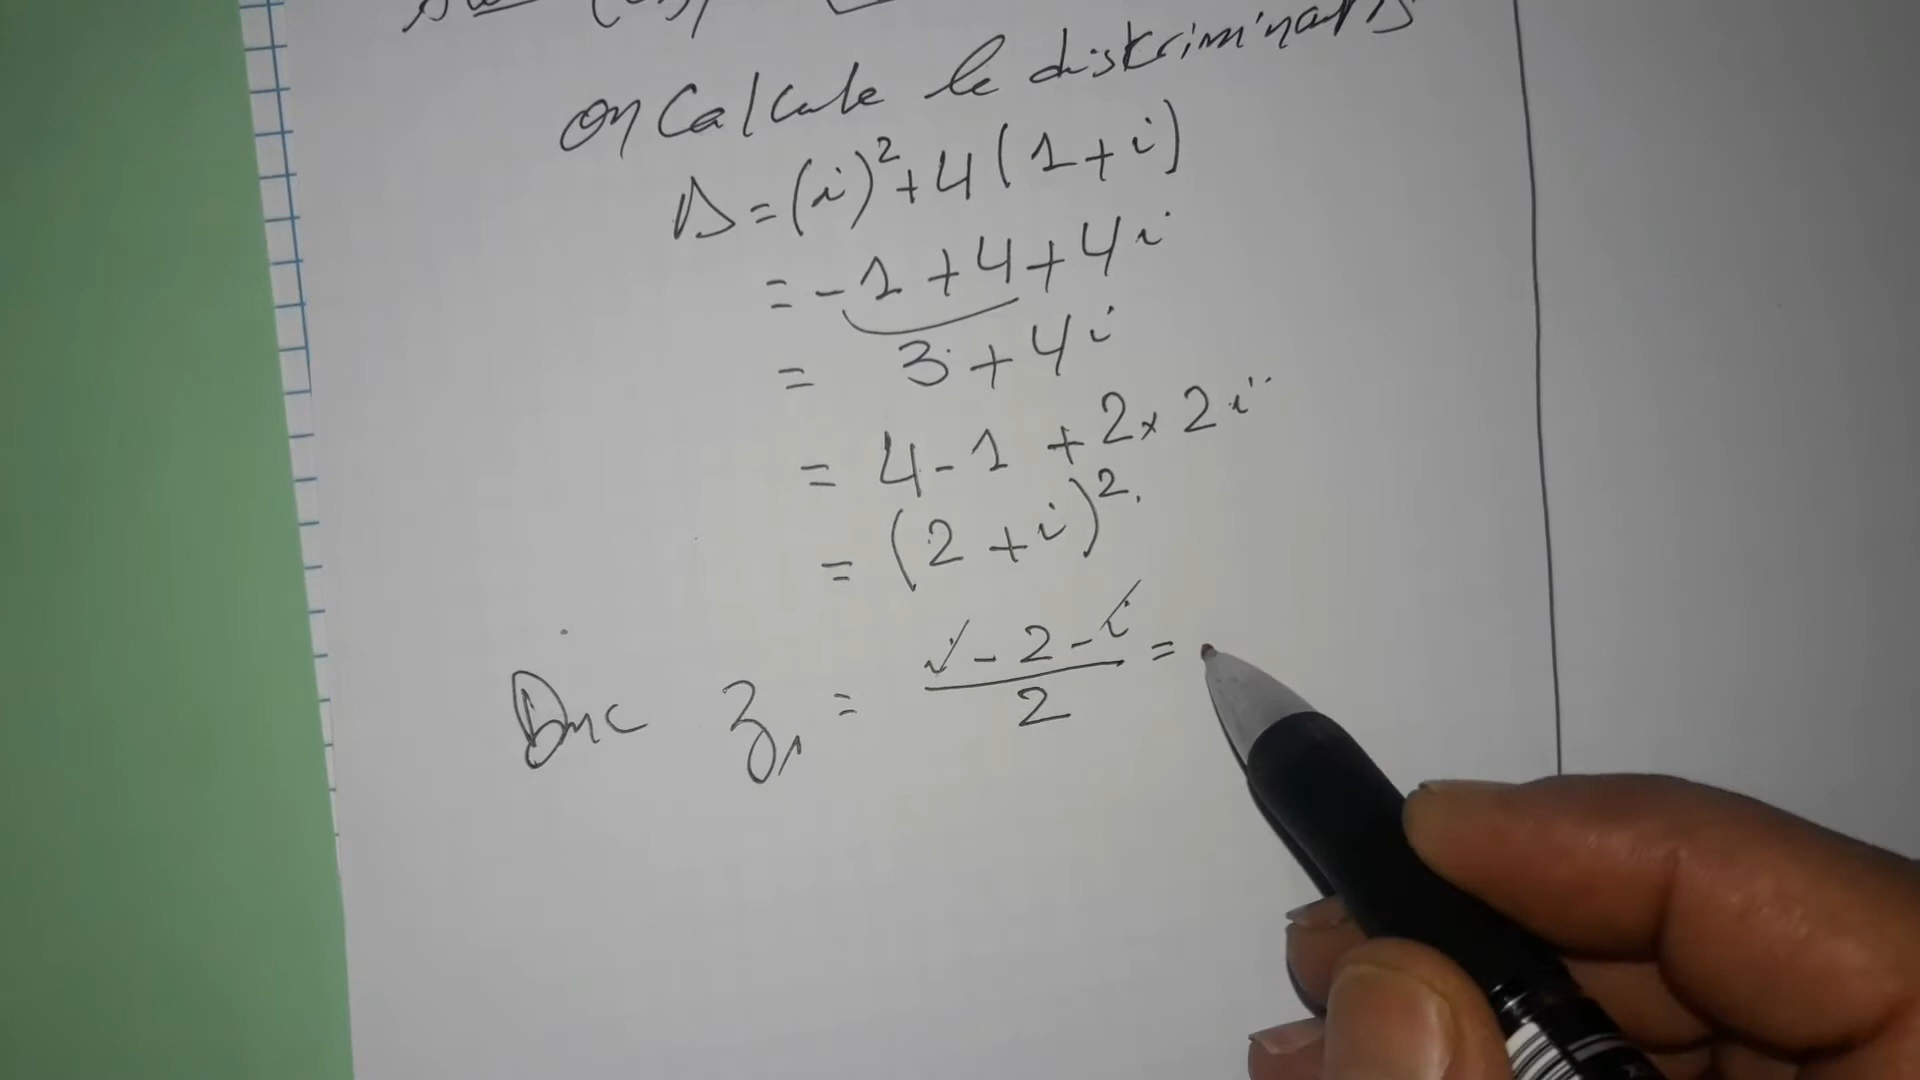 on Calcule le diskriminant Δ
Δ = (i)² + 4(1 + i)
= -1 + 4 + 4i
= 3 + 4i
= 4 - 1 + 2 × 2i
= (2 + i)².
Donc z₁ = (i - 2 - i)/2 =